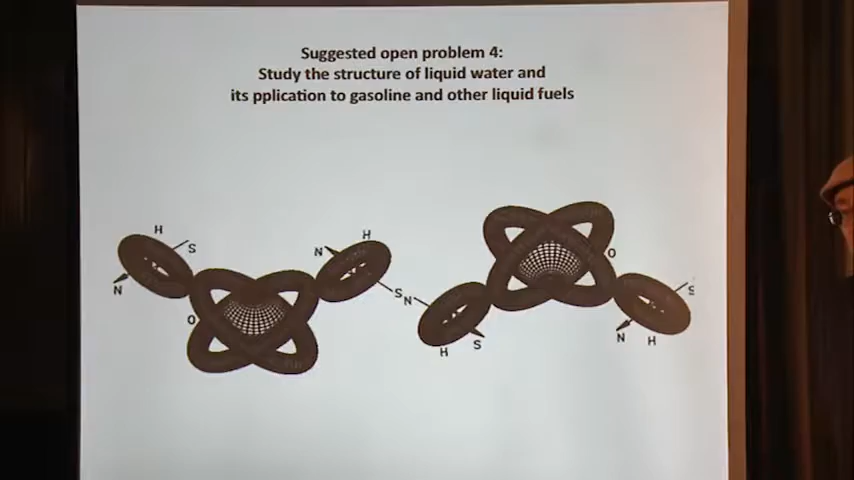 Suggested open problem 4:
Study the structure of liquid water and
its pplication to gasoline and other liquid fuels
H
S
N
O
N
H
S
N
H
S
O
S
N
H